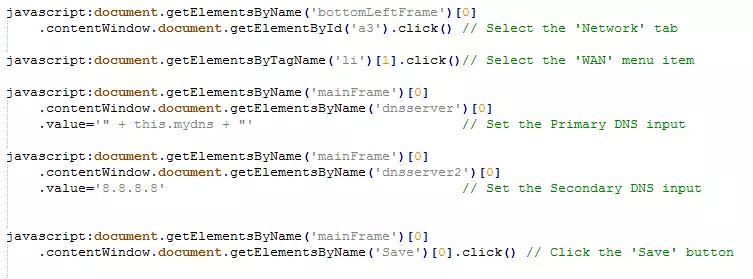 javascript:document.getElementsByName('bottomLeftFrame')[0]
.contentWindow.document.getElementById('a3').click() // Select the 'Network' tab
javascript:document.getElementsByTagName('li')[1].click()// Select the 'WAN' menu item
javascript:document.getElementsByName('mainFrame')[0]
.contentWindow.document.getElementsByName('dnsserver')[0]
.value='" + this.mydns + "' // Set the Primary DNS input
javascript:document.getElementsByName('mainFrame')[0]
.contentWindow.document.getElementsByName('dnsserver2')[0]
.value='8.8.8.8' // Set the Secondary DNS input
javascript:document.getElementsByName('mainFrame')[0]
.contentWindow.document.getElementsByName('Save')[0].click() // Click the 'Save' button